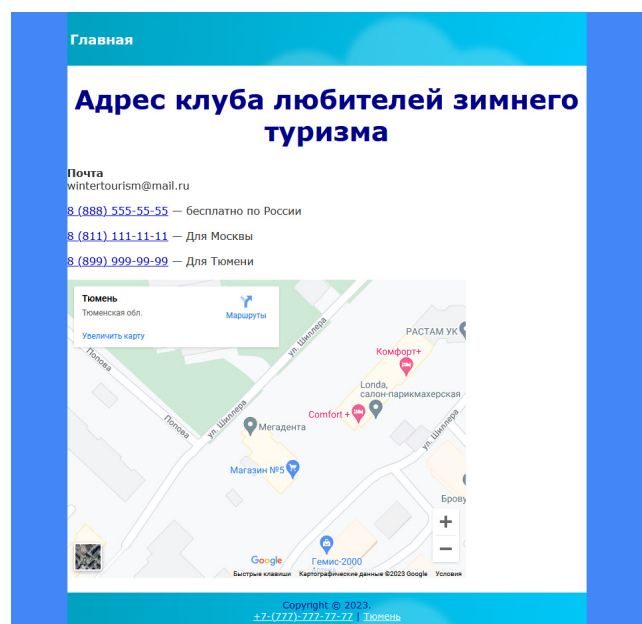 Главная
Адрес клуба любителей зимнего
туризма
Почта
wintertourism@mail.ru
8 (888) 555-55-55 — бесплатно по России
8 (811) 111-11-11 — Для Москвы
8 (899) 999-99-99 — Для Тюмени
Тюмень
Тюменская обл.
Маршруты
Увеличить карту
ул. Шиллера
РАСТАМ УК
Комфорт+
Попова
Londa,
салон-парикмахерская
Comfort +
Попова
ул. Шиллера
Мегадента
ул. Шиллера
Магазин №5
Брову
+
−
Google
Гемис-2000
Быстрые клавиши Картографические данные ©2023 Google Условия
Copyright © 2023.
+7-(777)-777-77-77 | Тюмень